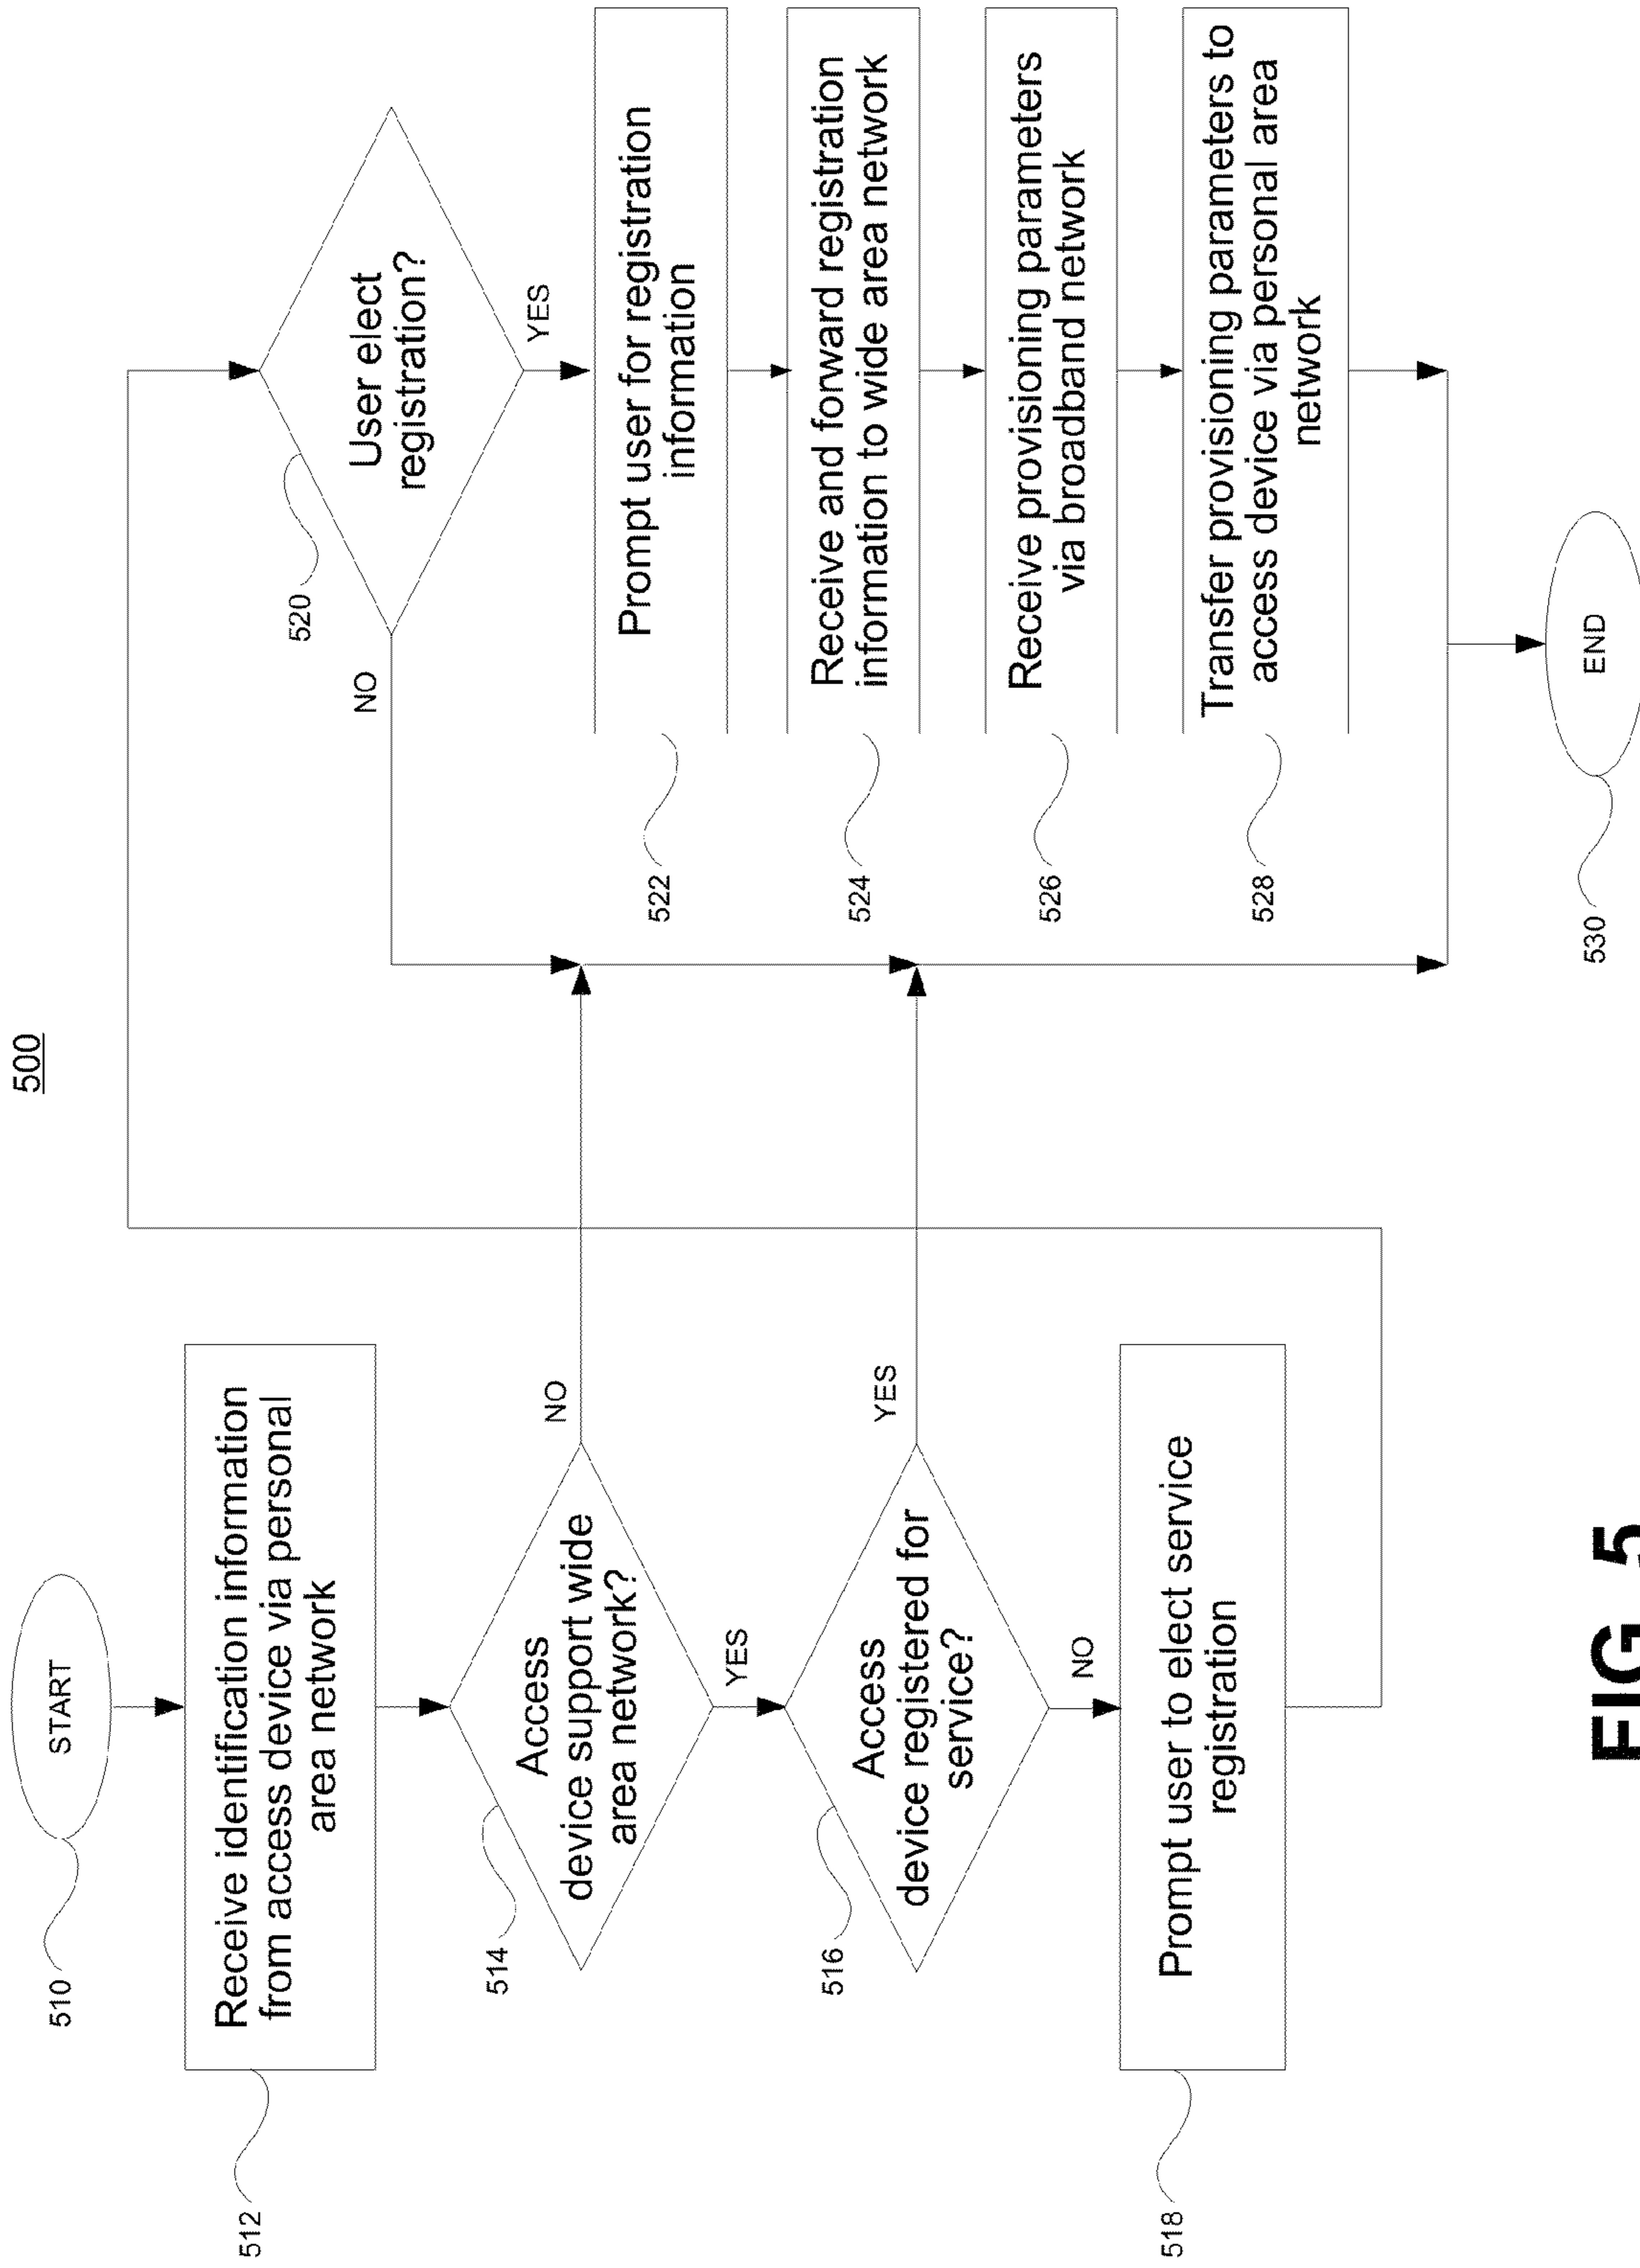 500
START
510
Receive identification information
from access device via personal
area network
512
Access
device support wide
area network?
514
NO
YES
Access
device registered for
service?
516
YES
NO
Prompt user to elect service
registration
518
User elect
registration?
520
NO
YES
Prompt user for registration
information
522
Receive and forward registration
information to wide area network
524
Receive provisioning parameters
via broadband network
526
Transfer provisioning parameters to
access device via personal area
network
528
END
530
FIG 5